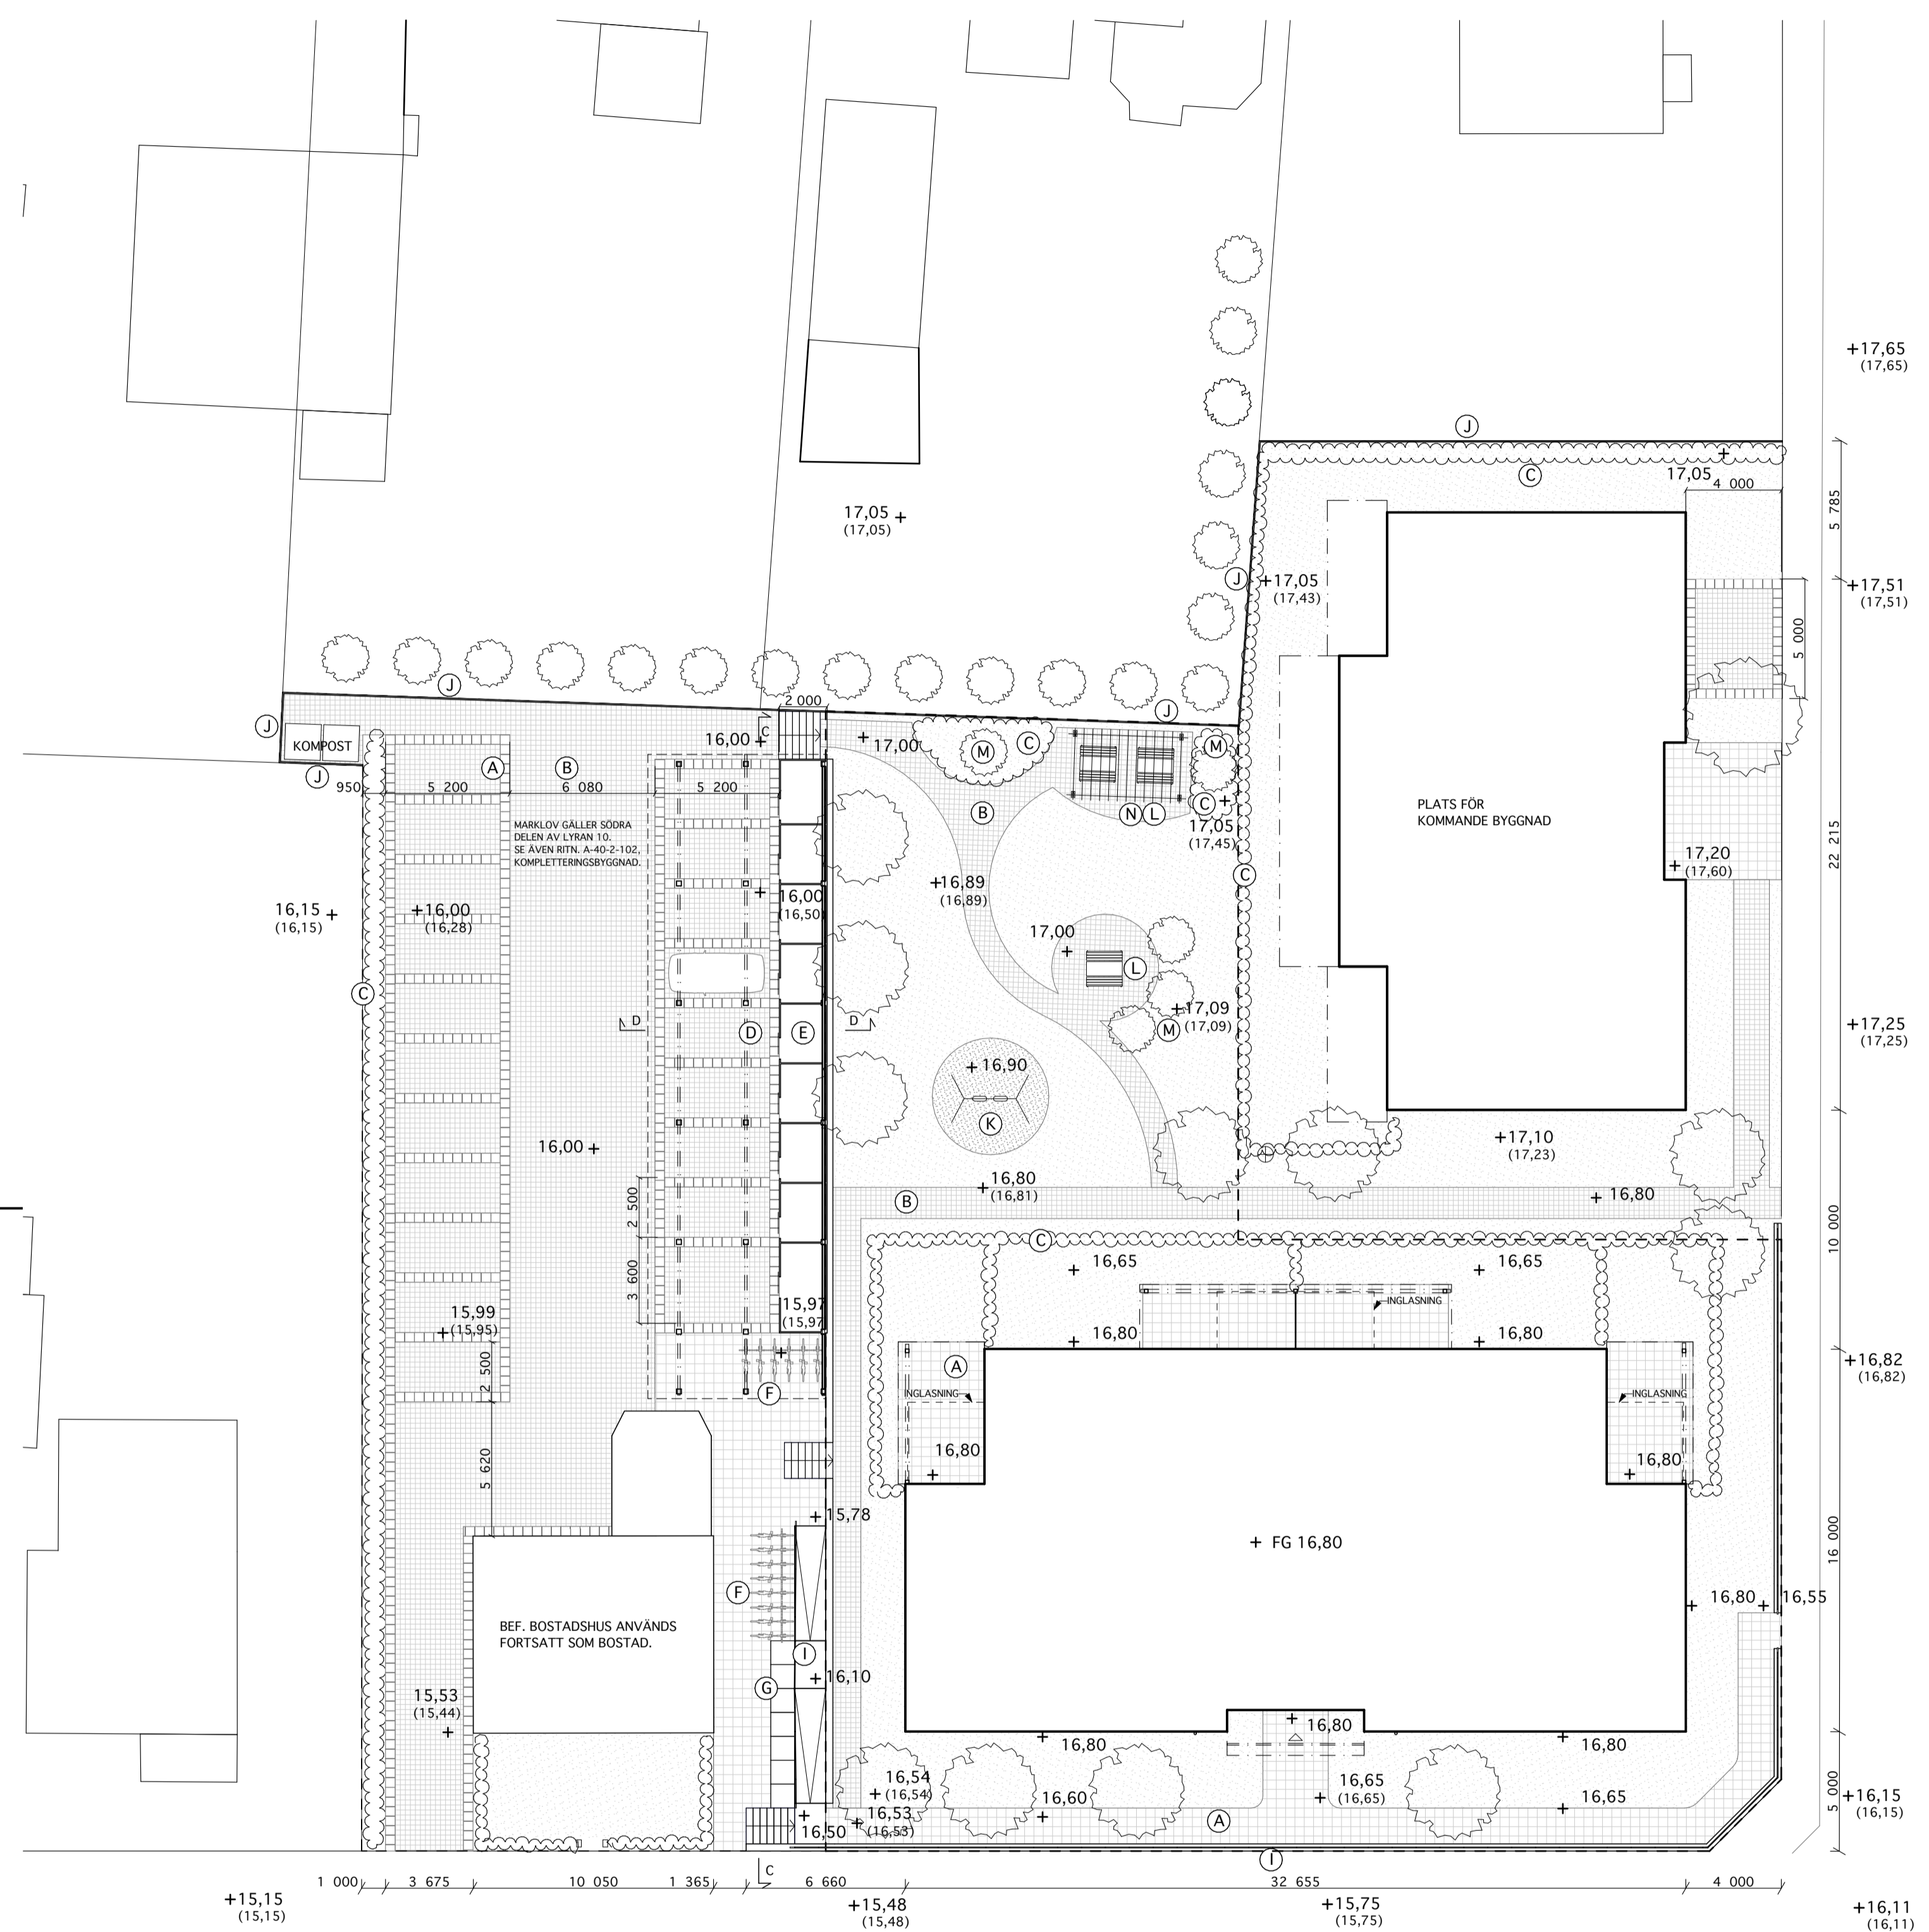 +17,65
(17,65)
J
C
17,05
4 000
5 785
17,05
(17,05)
J
+17,05
(17,43)
+17,51
(17,51)
5 000
J
J
2 000
J
KOMPOST
C
16,00
17,00
M
C
M
J
A
B
950
5 200
6 080
5 200
B
N
L
C
17,05
(17,45)
PLATS FÖR
KOMMANDE BYGGNAD
MARKLOV GÄLLER SÖDRA
DELEN AV LYRAN 10.
SE ÄVEN RITN. A-40-2-102,
KOMPLETTERINGSBYGGNAD.
22 215
17,20
(17,60)
C
+16,89
(16,89)
16,00
(16,50)
16,15
(16,15)
+16,00
(16,28)
17,00
L
C
+17,09
(17,09)
M
+17,25
(17,25)
D
D
E
D
+16,90
K
16,00
+17,10
(17,23)
16,80
(16,81)
B
16,80
2 500
10 000
C
16,65
16,65
3 600
15,97
(15,97
INGLASNING
15,99
(15,95)
16,80
16,80
2 500
A
+16,82
(16,82)
F
INGLASNING
INGLASNING
16,80
16,80
5 620
15,78
FG 16,80
16 000
F
16,80
16,55
BEF. BOSTADSHUS ANVÄNDS
FORTSATT SOM BOSTAD.
I
16,10
G
15,53
(15,44)
16,80
16,80
16,80
16,54
(16,54)
16,65
(16,65)
16,60
16,65
5 000
+16,15
(16,15)
16,53
(16,53)
16,50
A
I
C
1 000
3 675
10 050
1 365
6 660
32 655
4 000
+15,15
(15,15)
+15,48
(15,48)
+15,75
(15,75)
+16,11
(16,11)